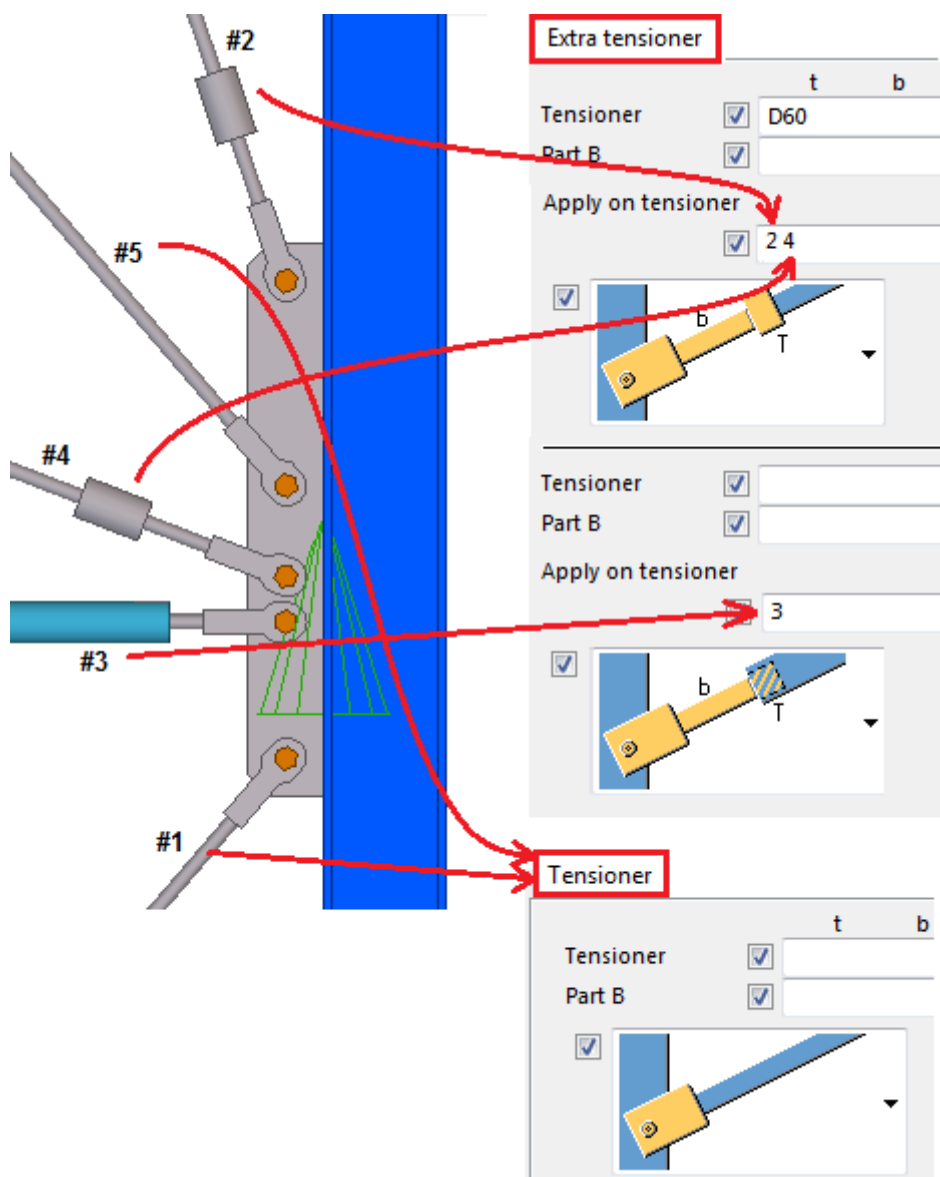 #2
Extra tensioner
t b
Tensioner D60
Part B
Apply on tensioner
#5
2 4
b
T
#4
Tensioner
Part B
Apply on tensioner
3
#3
b
T
#1
Tensioner
t b
Tensioner
Part B